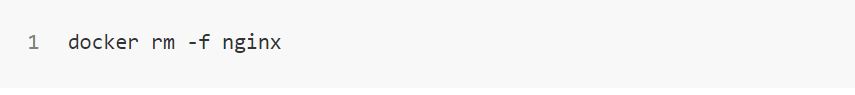 1 docker rm -f nginx